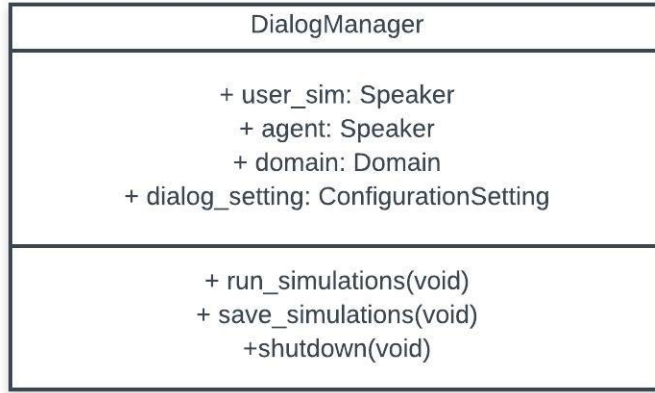 DialogManager
+ user_sim: Speaker
+ agent: Speaker
+ domain: Domain
+ dialog_setting: ConfigurationSetting
+ run_simulations(void)
+ save_simulations(void)
+shutdown(void)